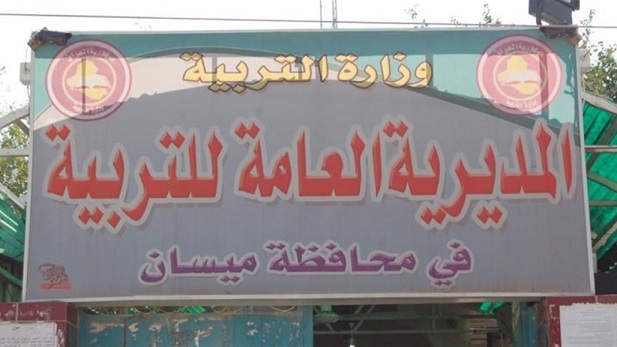 وزارة التربية
المديرية العامة للتربية
في محافظة ميسان